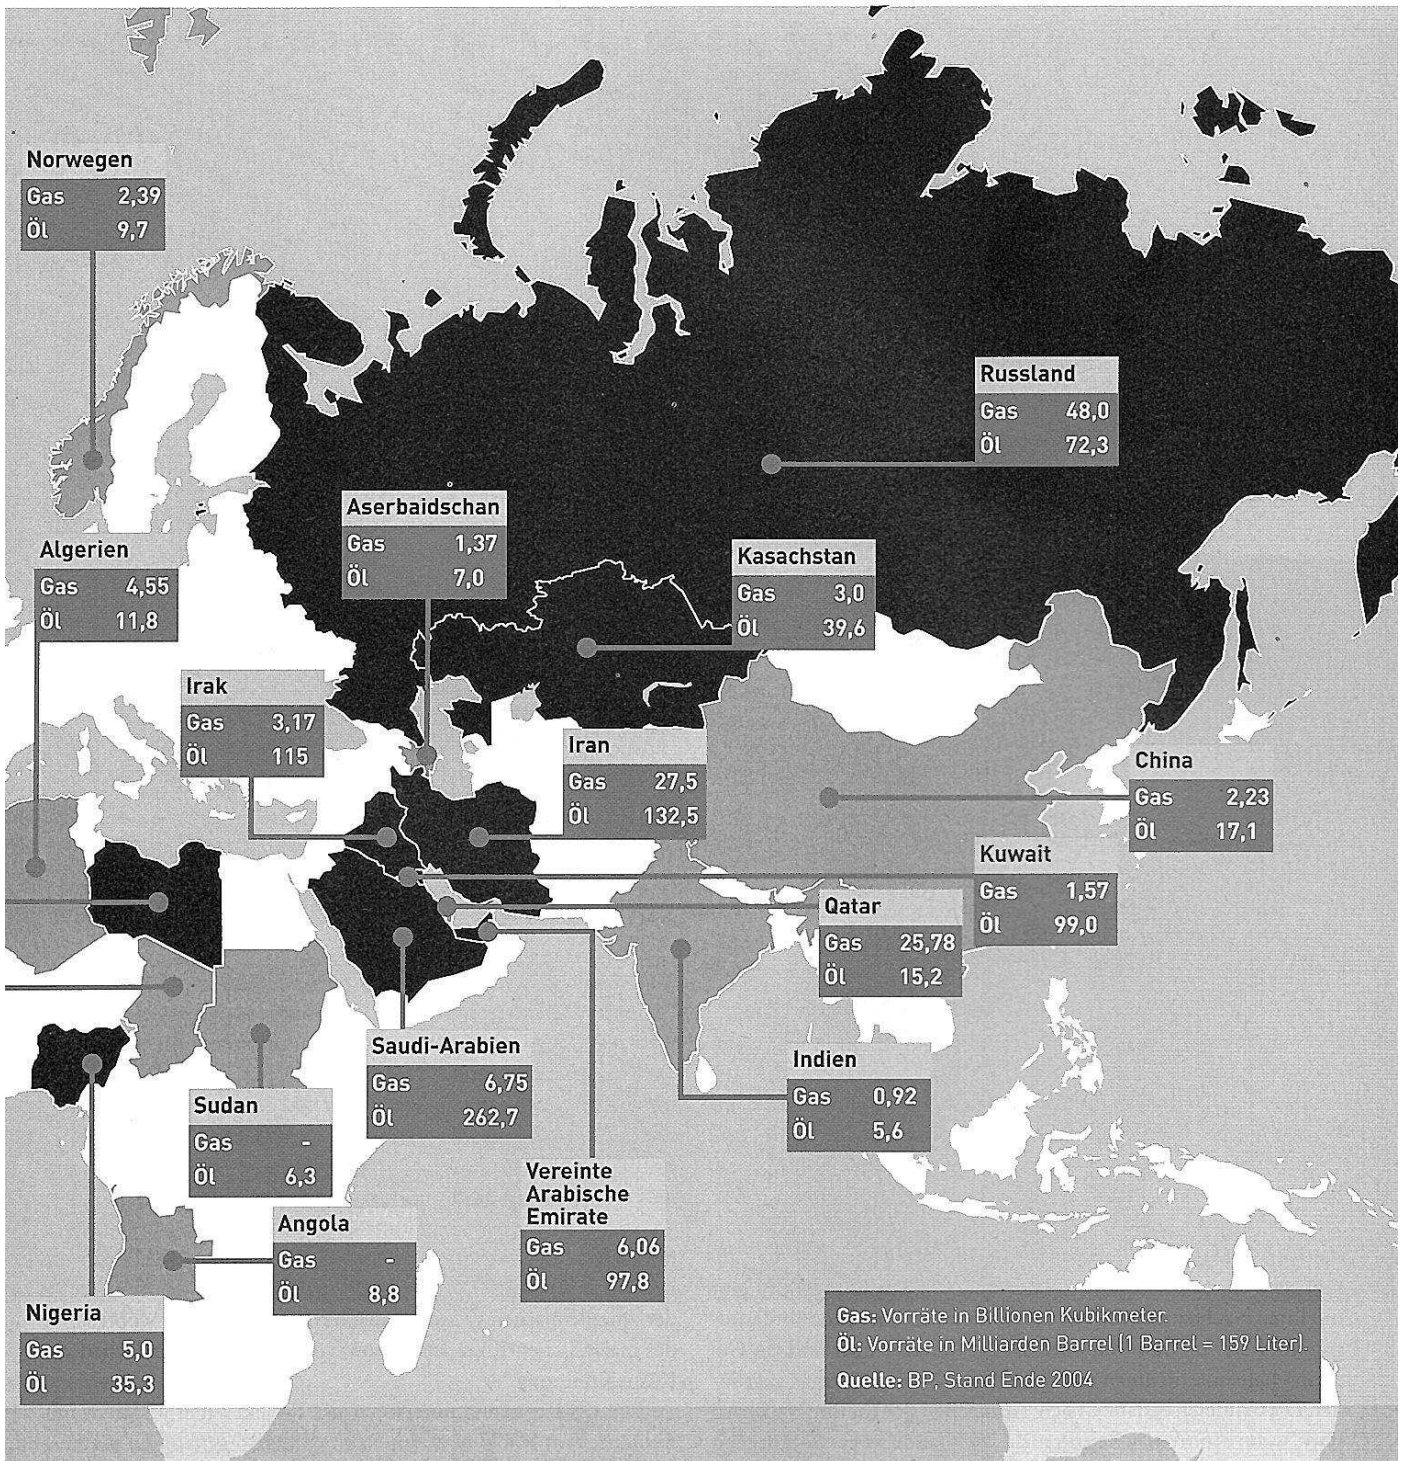 Norwegen
Gas 2,39
Öl 9,7
Russland
Gas 48,0
Öl 72,3
Aserbaidschan
Gas 1,37
Öl 7,0
Algerien
Gas 4,55
Öl 11,8
Kasachstan
Gas 3,0
Öl 39,6
Irak
Gas 3,17
Öl 115
Iran
Gas 27,5
Öl 132,5
China
Gas 2,23
Öl 17,1
Kuwait
Gas 1,57
Öl 99,0
Qatar
Gas 25,78
Öl 15,2
Saudi-Arabien
Gas 6,75
Öl 262,7
Indien
Gas 0,92
Öl 5,6
Sudan
Gas -
Öl 6,3
Vereinte
Arabische
Emirate
Gas 6,06
Öl 97,8
Angola
Gas -
Öl 8,8
Nigeria
Gas 5,0
Öl 35,3
Gas: Vorräte in Billionen Kubikmeter.
Öl: Vorräte in Milliarden Barrel (1 Barrel = 159 Liter).
Quelle: BP, Stand Ende 2004